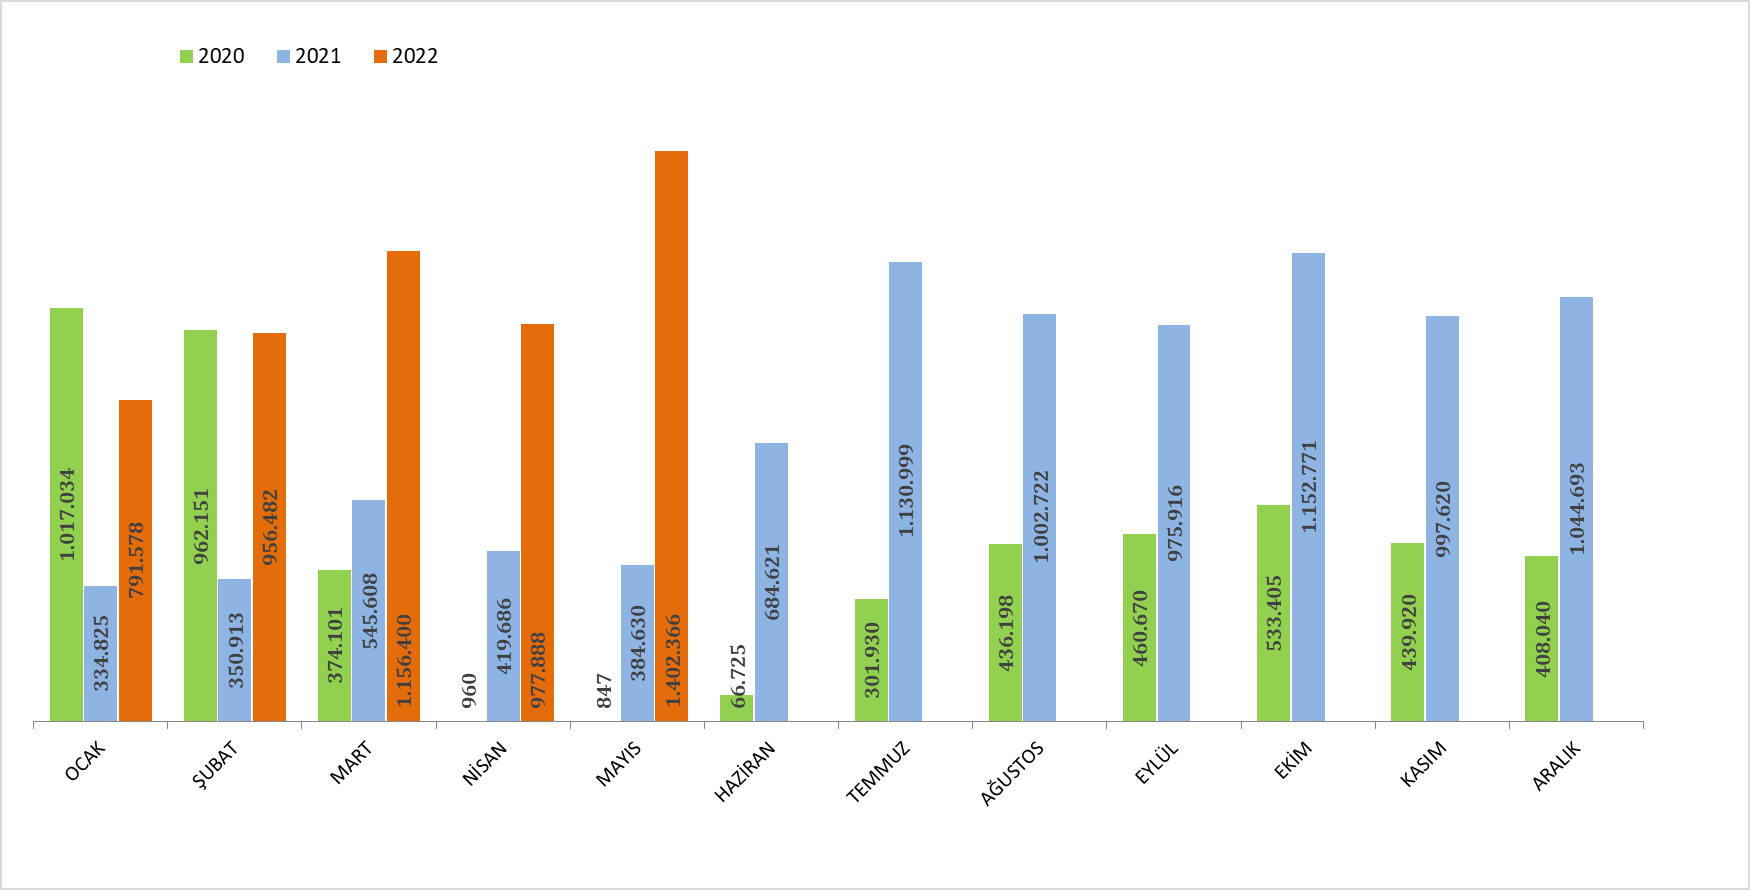 2020 2021 2022
1.017.034
334.825
791.578
962.151
350.913
956.482
374.101
545.608
1.156.400
960
419.686
977.888
847
384.630
1.402.366
66.725
684.621
301.930
1.130.999
436.198
1.002.722
460.670
975.916
533.405
1.152.771
439.920
997.620
408.040
1.044.693
OCAK
ŞUBAT
MART
NİSAN
MAYIS
HAZİRAN
TEMMUZ
AĞUSTOS
EYLÜL
EKİM
KASIM
ARALIK